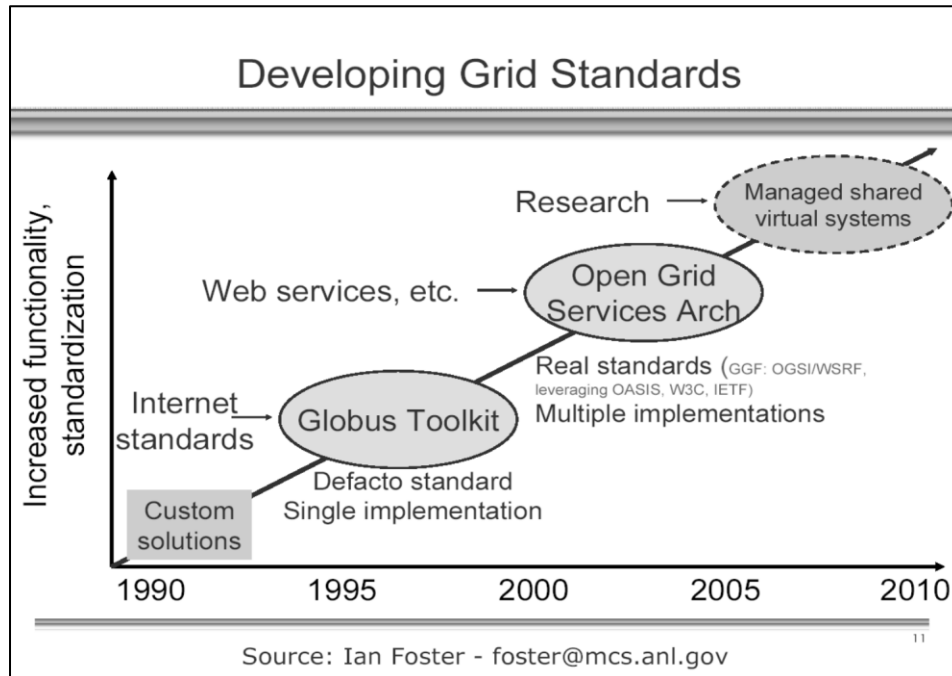 Developing Grid Standards
Increased functionality,
standardization
Research
Managed shared
virtual systems
Web services, etc.
Open Grid
Services Arch
Real standards (GGF: OGSI/WSRF,
leveraging OASIS, W3C, IETF)
Multiple implementations
Internet
standards
Globus Toolkit
Defacto standard
Single implementation
Custom
solutions
1990 1995 2000 2005 2010
11
Source: Ian Foster - foster@mcs.anl.gov